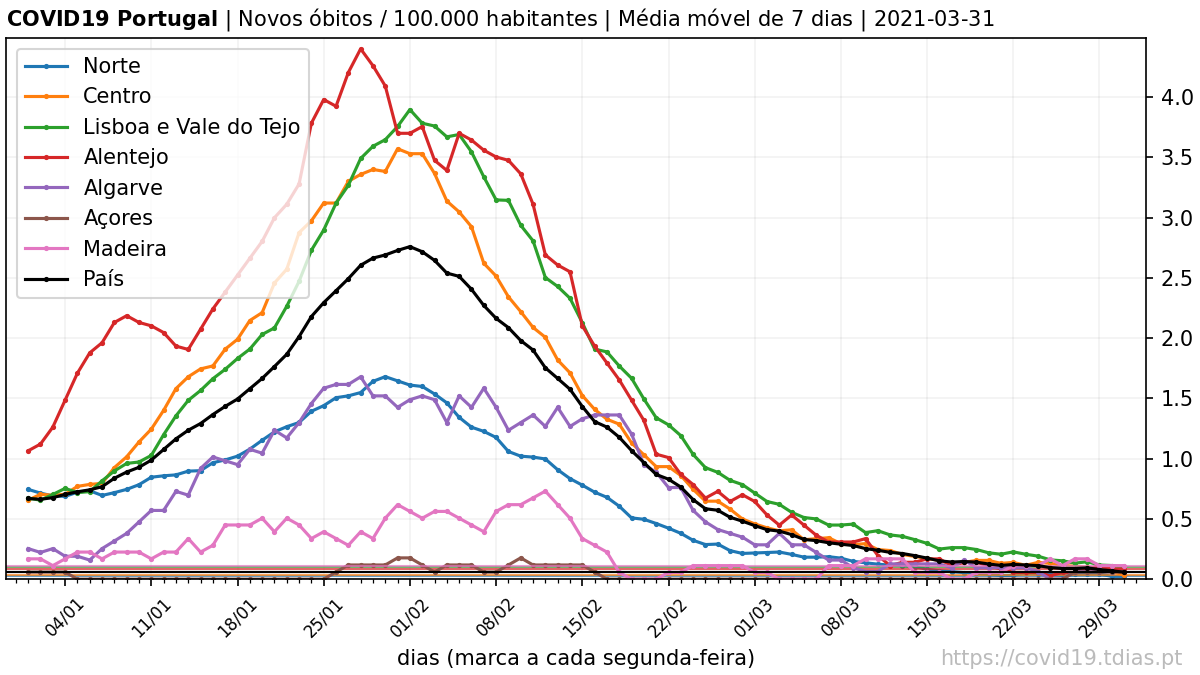 COVID19 Portugal | Novos óbitos / 100.000 habitantes | Média móvel de 7 dias | 2021-03-31
Norte
Centro
Lisboa e Vale do Tejo
Alentejo
Algarve
Açores
Madeira
País
4.0
3.5
3.0
2.5
2.0
1.5
1.0
0.5
0.0
04/01
11/01
18/01
25/01
01/02
08/02
15/02
22/02
01/03
08/03
15/03
22/03
29/03
dias (marca a cada segunda-feira)
https://covid19.tdias.pt